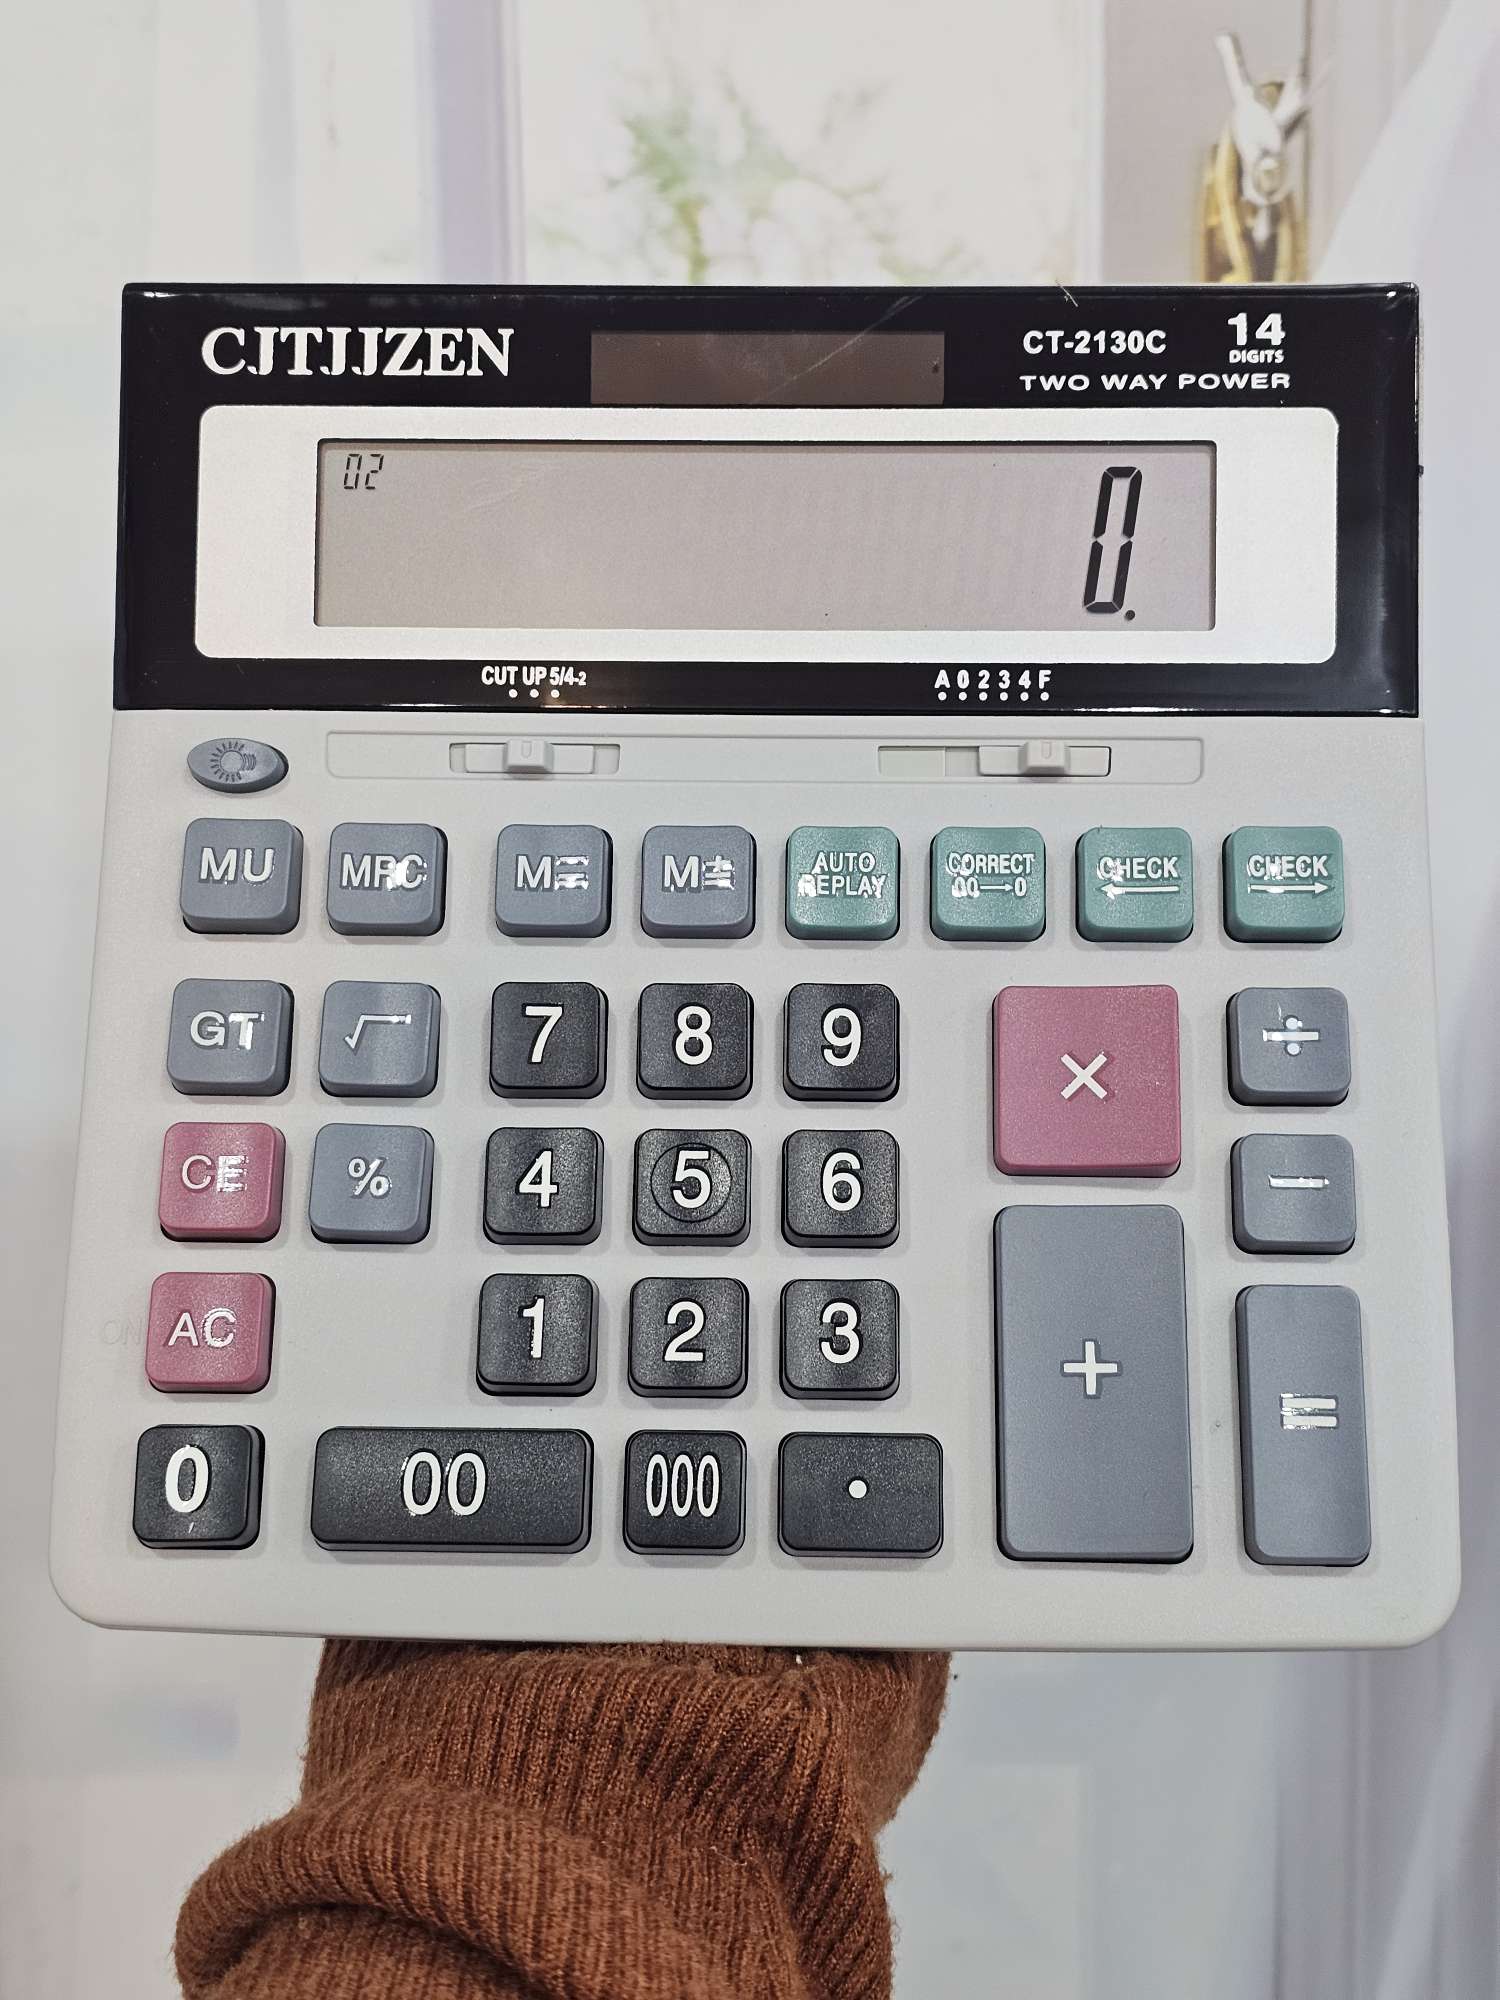 CJTJJZEN
CT-2130C
14
DIGITS
TWO WAY POWER
02
0.
CUT UP 5/4-2
A 0 2 3 4 F
MU MRC M= M± AUTO REPLAY CORRECT 00→0 CHECK ← CHECK →
GT √ 7 8 9 × ÷
CE % 4 5 6 −
ON AC 1 2 3 + =
0 00 000 .